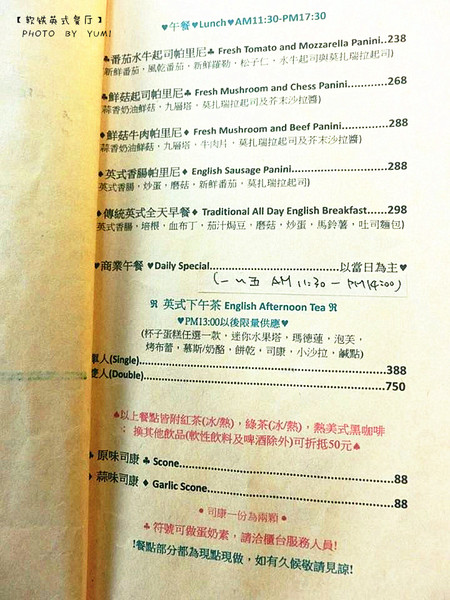 【軟猴英式餐廳】
PHOTO BY YUMI
♥午餐♥Lunch♥AM11:30-PM17:30
♣番茄水牛起司帕里尼♣ Fresh Tomato and Mozzarella Panini..238
新鮮番茄，風乾番茄，新鮮羅勒，松子仁，水牛起司與莫扎瑞拉起司)
♣鮮菇起司帕里尼♣ Fresh Mushroom and Chess Panini...........268
蒜香奶油鮮菇，九層塔，莫扎瑞拉起司及芥末沙拉醬)
♦鮮菇牛肉帕里尼♦ Fresh Mushroom and Beef Panini............288
蒜香奶油鮮菇，九層塔，牛肉片，莫扎瑞拉起司及芥末沙拉醬)
♦英式香腸帕里尼♦ English Sausage Panini.........................288
英式香腸，炒蛋，蘑菇，新鮮番茄，莫扎瑞拉起司)
♦傳統英式全天早餐♦ Traditional All Day English Breakfast......298
英式香腸，培根，血布丁，茄汁焗豆，蘑菇，炒蛋，馬鈴薯，吐司麵包)
♥商業午餐 ♥Daily Special.................................以當日為主♥
(一～五 AM 11:30 － PM14:00)
英式下午茶 English Afternoon Tea
♥PM13:00以後限量供應♥
(杯子蛋糕任選一款，迷你水果塔，瑪德蓮，泡芙，
烤布蕾，慕斯/奶酪，餅乾，司康，小沙拉，鹹點)
單人(Single)..............................................................388
雙人(Double).............................................................750
♠以上餐點皆附紅茶(冰/熱)，綠茶(冰/熱)，熱美式黑咖啡
；換其他飲品(軟性飲料及啤酒除外)可折抵50元♠
♣ 原味司康 ♣ Scone......................................................88
♦ 蒜味司康 ♦ Garlic Scone.............................................88
● 司康一份為兩顆 ●
♣ 符號可做蛋奶素，請洽櫃台服務人員!
!餐點部分都為現點現做，如有久候敬請見諒!